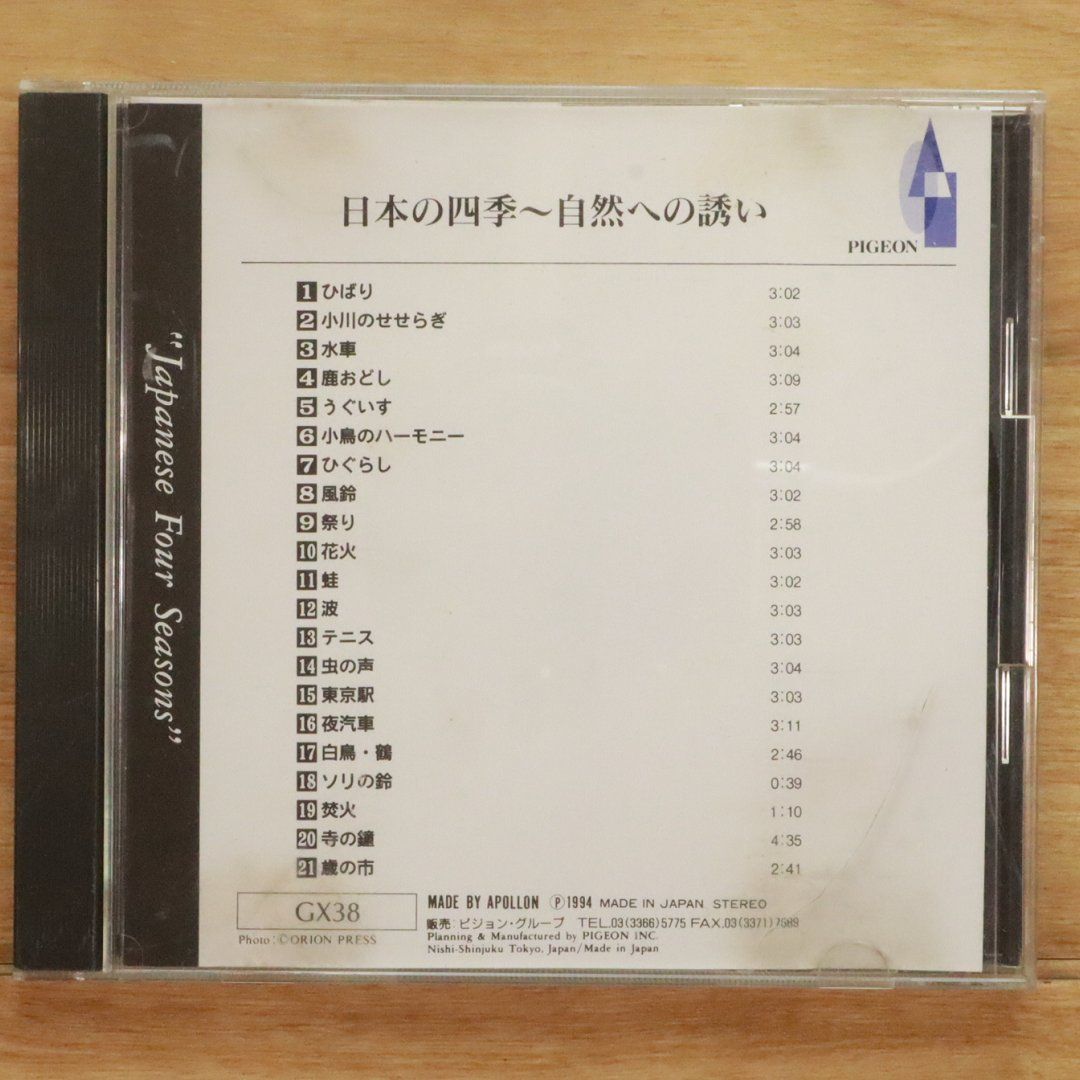 "Japanese Four Seasons"
日本の四季～自然への誘い
PIGEON
1 ひばり 3:02
2 小川のせせらぎ 3:03
3 水車 3:04
4 鹿おどし 3:09
5 うぐいす 2:57
6 小鳥のハーモニー 3:04
7 ひぐらし 3:04
8 風鈴 3:02
9 祭り 2:58
10 花火 3:03
11 蛙 3:02
12 波 3:03
13 テニス 3:03
14 虫の声 3:04
15 東京駅 3:03
16 夜汽車 3:11
17 白鳥・鶴 2:46
18 ソリの鈴 0:39
19 焚火 1:10
20 寺の鐘 4:35
21 歳の市 2:41
GX38
Photo:©ORION PRESS
MADE BY APOLLON ℗1994 MADE IN JAPAN STEREO
販売:ピジョン・グループ TEL.03(3366)5775 FAX.03(3371)7689
Planning & Manufactured by PIGEON INC.
Nishi-Shinjuku Tokyo, Japan/Made in Japan